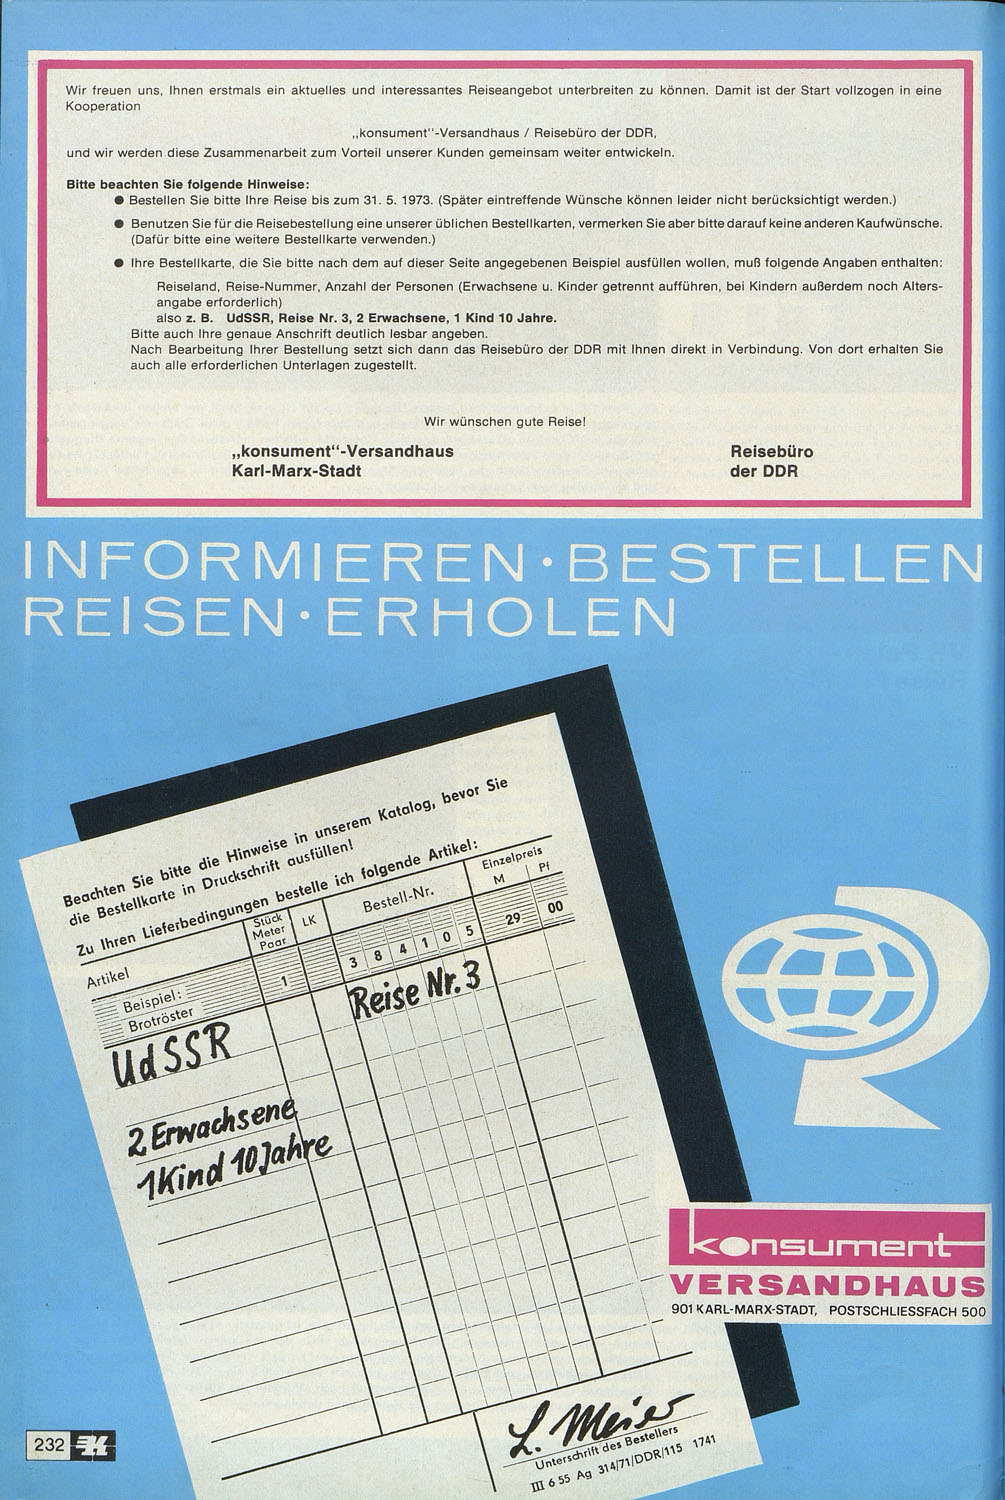 Wir freuen uns, Ihnen erstmals ein aktuelles und interessantes Reiseangebot unterbreiten zu können. Damit ist der Start vollzogen in eine
Kooperation
„konsument“-Versandhaus / Reisebüro der DDR,
und wir werden diese Zusammenarbeit zum Vorteil unserer Kunden gemeinsam weiter entwickeln.
Bitte beachten Sie folgende Hinweise:
● Bestellen Sie bitte Ihre Reise bis zum 31. 5. 1973. (Später eintreffende Wünsche können leider nicht berücksichtigt werden.)
● Benutzen Sie für die Reisebestellung eine unserer üblichen Bestellkarten, vermerken Sie aber bitte darauf keine anderen Kaufwünsche.
(Dafür bitte eine weitere Bestellkarte verwenden.)
● Ihre Bestellkarte, die Sie bitte nach dem auf dieser Seite angegebenen Beispiel ausfüllen wollen, muß folgende Angaben enthalten:
Reiseland, Reise-Nummer, Anzahl der Personen (Erwachsene u. Kinder getrennt aufführen, bei Kindern außerdem noch Alters-
angabe erforderlich)
also z. B. UdSSR, Reise Nr. 3, 2 Erwachsene, 1 Kind 10 Jahre.
Bitte auch Ihre genaue Anschrift deutlich lesbar angeben.
Nach Bearbeitung Ihrer Bestellung setzt sich dann das Reisebüro der DDR mit Ihnen direkt in Verbindung. Von dort erhalten Sie
auch alle erforderlichen Unterlagen zugestellt.
Wir wünschen gute Reise!
„konsument“-Versandhaus
Karl-Marx-Stadt
Reisebüro
der DDR
INFORMIEREN · BESTELLEN
REISEN · ERHOLEN
Beachten Sie bitte die Hinweise in unserem Katalog, bevor Sie
die Bestellkarte in Druckschrift ausfüllen!
Zu Ihren Lieferbedingungen bestelle ich folgende Artikel:
Artikel
Stück
Meter
Paar
LK
Bestell-Nr.
Einzelpreis
M Pf
Beispiel:
Brotröster
1
3 8 4 1 0 5
29 00
UdSSR
Reise Nr. 3
2 Erwachsene
1 Kind 10 Jahre
L. Meier
Unterschrift des Bestellers
III 6 55 Ag 314/71/DDR/115 1741
konsument
VERSANDHAUS
901 KARL-MARX-STADT, POSTSCHLIESSFACH 500
232